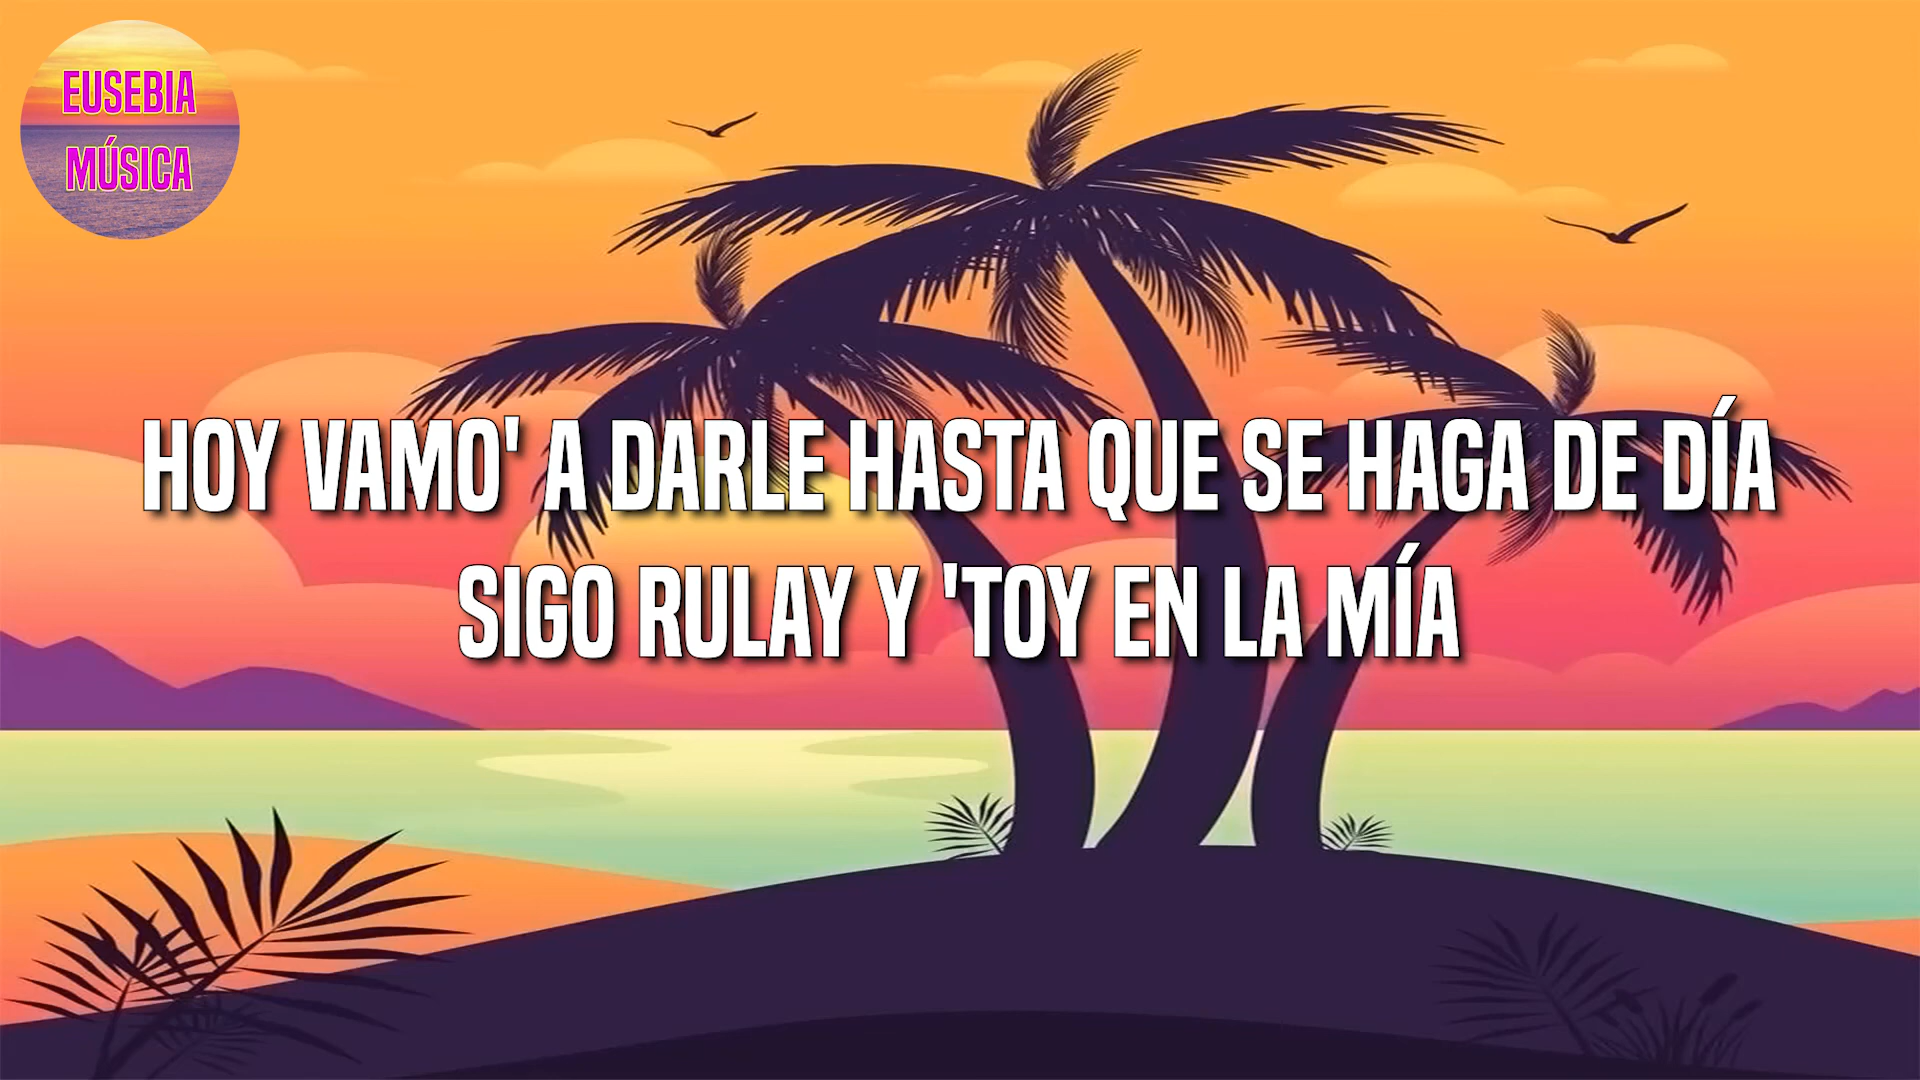 EUSEBIA
MÚSICA
HOY VAMO' A DARLE HASTA QUE SE HAGA DE DÍA
SIGO RULAY Y 'TOY EN LA MÍA